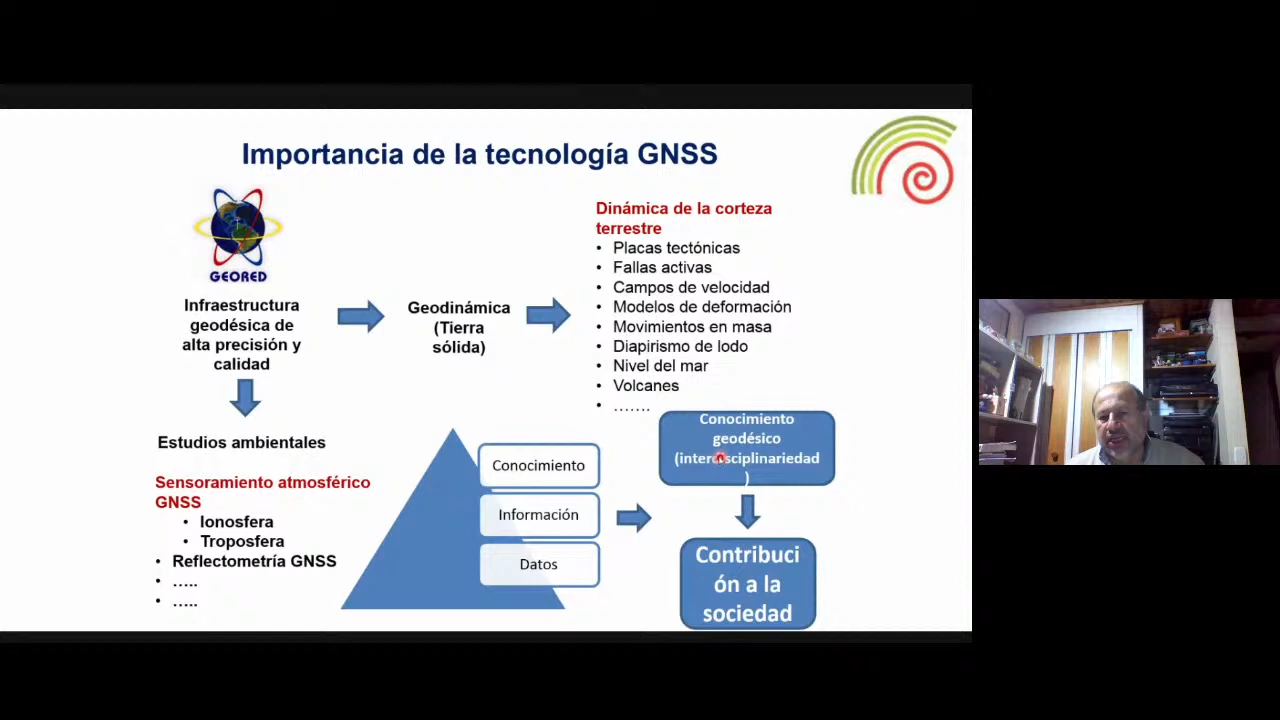 Importancia de la tecnología GNSS
GEORED
Infraestructura
geodésica de
alta precisión y
calidad
Geodinámica
(Tierra
sólida)
Dinámica de la corteza
terrestre
• Placas tectónicas
• Fallas activas
• Campos de velocidad
• Modelos de deformación
• Movimientos en masa
• Diapirismo de lodo
• Nivel del mar
• Volcanes
• …….
Estudios ambientales
Sensoramiento atmosférico
GNSS
• Ionosfera
• Troposfera
• Reflectometría GNSS
• …..
• …..
Conocimiento
Información
Datos
Conocimiento
geodésico
(interdisciplinariedad
)
Contribuci
ón a la
sociedad